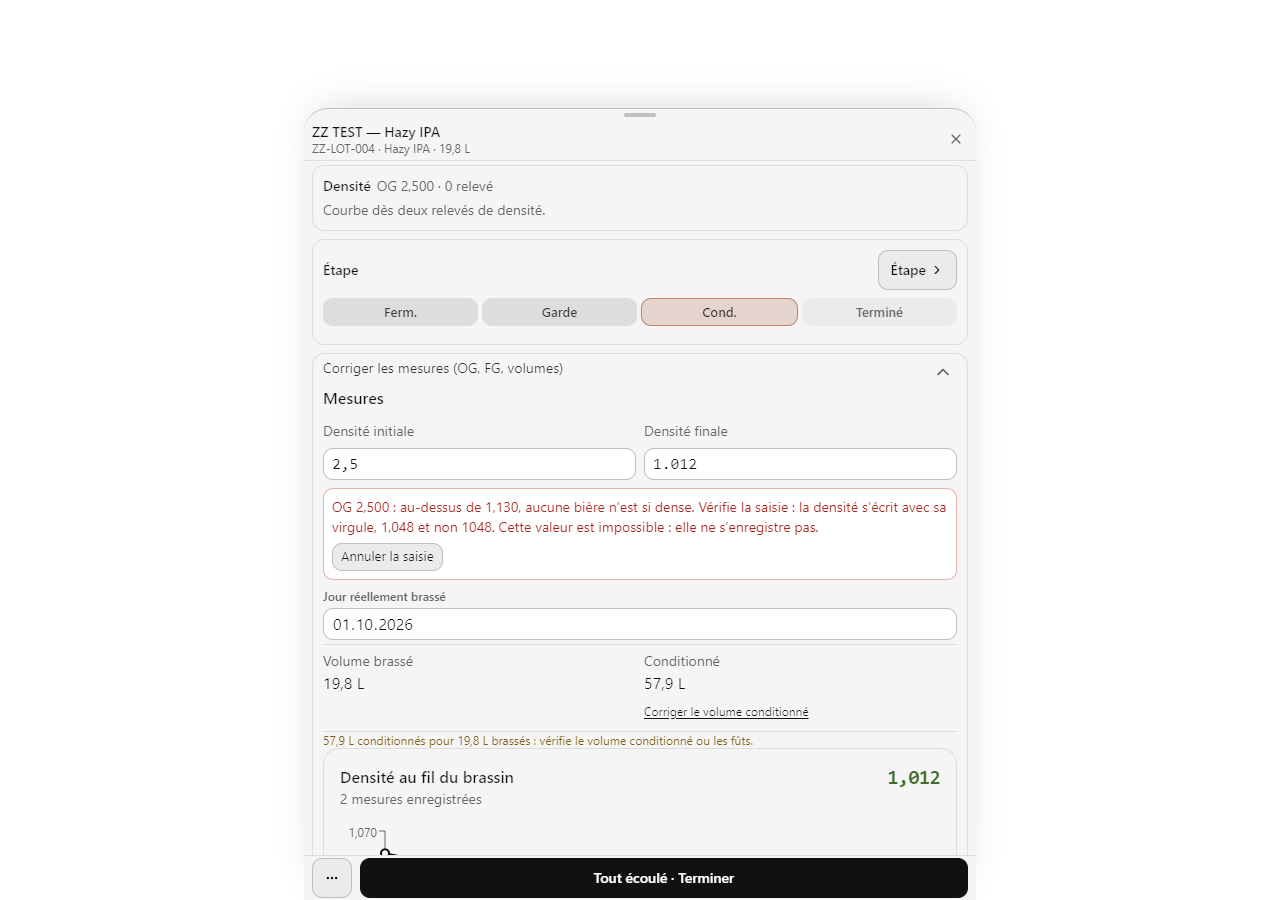 ZZ TEST — Hazy IPA
ZZ-LOT-004 · Hazy IPA · 19,8 L
Densité OG 2,500 · 0 relevé
Courbe dès deux relevés de densité.
Étape
Étape
Ferm.
Garde
Cond.
Terminé
Corriger les mesures (OG, FG, volumes)
Mesures
Densité initiale
Densité finale
2,5
1.012
OG 2,500 : au-dessus de 1,130, aucune bière n’est si dense. Vérifie la saisie : la densité s’écrit avec sa
virgule, 1,048 et non 1048. Cette valeur est impossible : elle ne s’enregistre pas.
Annuler la saisie
Jour réellement brassé
01.10.2026
Volume brassé
Conditionné
19,8 L
57,9 L
Corriger le volume conditionné
57,9 L conditionnés pour 19,8 L brassés : vérifie le volume conditionné ou les fûts.
Densité au fil du brassin
1,012
2 mesures enregistrées
1,070
Tout écoulé · Terminer